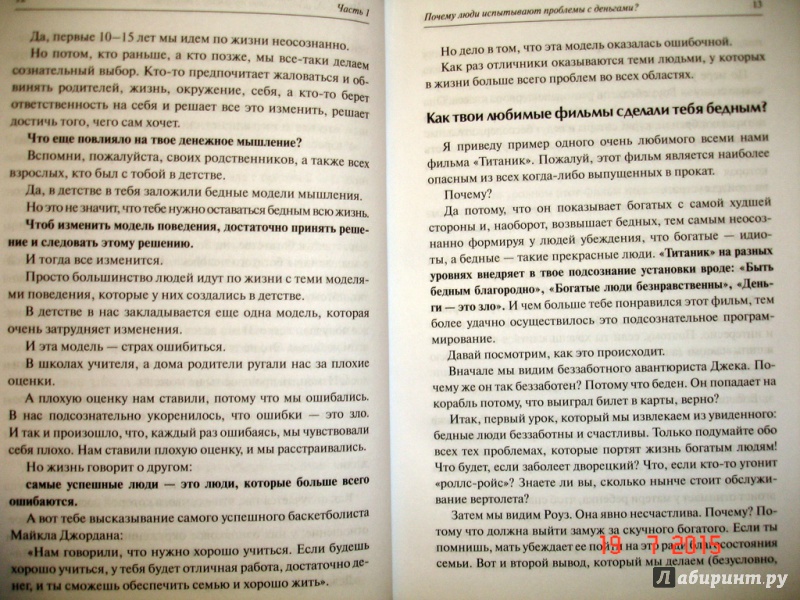 Часть 1
Да, первые 10–15 лет мы идем по жизни неосознанно.
Но потом, кто раньше, а кто позже, мы все-таки делаем
сознательный выбор. Кто-то предпочитает жаловаться и об-
винять родителей, жизнь, окружение, себя, а кто-то берет
ответственность на себя и решает все это изменить, решает
достичь того, чего сам хочет.
Что еще повлияло на твое денежное мышление?
Вспомни, пожалуйста, своих родственников, а также всех
взрослых, кто был с тобой в детстве.
Да, в детстве в тебя заложили бедные модели мышления.
Но это не значит, что тебе нужно оставаться бедным всю жизнь.
Чтоб изменить модель поведения, достаточно принять реше-
ние и следовать этому решению.
И тогда все изменится.
Просто большинство людей идут по жизни с теми моделя-
ми поведения, которые у них создались в детстве.
В детстве в нас закладывается еще одна модель, которая
очень затрудняет изменения.
И эта модель — страх ошибиться.
В школах учителя, а дома родители ругали нас за плохие
оценки.
А плохую оценку нам ставили, потому что мы ошибались.
В нас подсознательно укоренилось, что ошибки — это зло.
И так и произошло, что, каждый раз ошибаясь, мы чувствовали
себя плохо. Нам ставили плохую оценку, и мы расстраивались.
Но жизнь говорит о другом:
самые успешные люди — это люди, которые больше всего
ошибаются.
А вот тебе высказывание самого успешного баскетболиста
Майкла Джордана:
«Нам говорили, что нужно хорошо учиться. Если будешь
хорошо учиться, у тебя будет отличная работа, достаточно де-
нег, и ты сможешь обеспечить семью и хорошо жить».
Почему люди испытывают проблемы с деньгами?
13
Но дело в том, что эта модель оказалась ошибочной.
Как раз отличники оказываются теми людьми, у которых
в жизни больше всего проблем во всех областях.
Как твои любимые фильмы сделали тебя бедным?
Я приведу пример одного очень любимого всеми нами
фильма «Титаник». Пожалуй, этот фильм является наиболее
опасным из всех когда-либо выпущенных в прокат.
Почему?
Да потому, что он показывает богатых с самой худшей
стороны и, наоборот, возвышает бедных, тем самым неосоз-
нанно формируя у людей убеждения, что богатые — идио-
ты, а бедные — такие прекрасные люди. «Титаник» на разных
уровнях внедряет в твое подсознание установки вроде: «Быть
бедным благородно», «Богатые люди безнравственны», «День-
ги — это зло». И чем больше тебе понравился этот фильм, тем
более удачно осуществилось это подсознательное програм-
мирование.
Давай посмотрим, как это происходит.
Вначале мы видим беззаботного авантюриста Джека. По-
чему же он так беззаботен? Потому что беден. Он попадает на
корабль потому, что выиграл билет в карты, верно?
Итак, первый урок, который мы извлекаем из увиденного:
бедные люди беззаботны и счастливы. Только подумайте обо
всех тех проблемах, которые портят жизнь богатым людям!
Что будет, если заболеет дворецкий? Что, если кто-то угонит
«роллс-ройс»? Знаете ли вы, сколько нынче стоит обслужи-
вание вертолета?
Затем мы видим Роуз. Она явно несчастлива. Почему? По-
тому что она должна выйти замуж за скучного богатого. Если ты
помнишь, мать убеждает ее пойти на это ради благосостояния
семьи. Вот и второй вывод, который мы делаем (безусловно,
19 7 2015
Лабиринт.ру